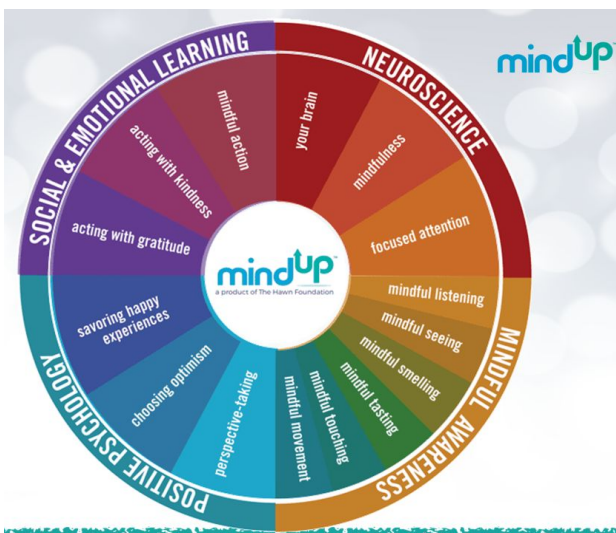 mindUP™
SOCIAL & EMOTIONAL LEARNING
NEUROSCIENCE
MINDFUL AWARENESS
POSITIVE PSYCHOLOGY
your brain
mindfulness
focused attention
mindful listening
mindful seeing
mindful smelling
mindful tasting
mindful touching
mindful movement
perspective-taking
choosing optimism
savoring happy
experiences
acting with gratitude
acting with kindness
mindful action
mindUP™
a product of The Hawn Foundation